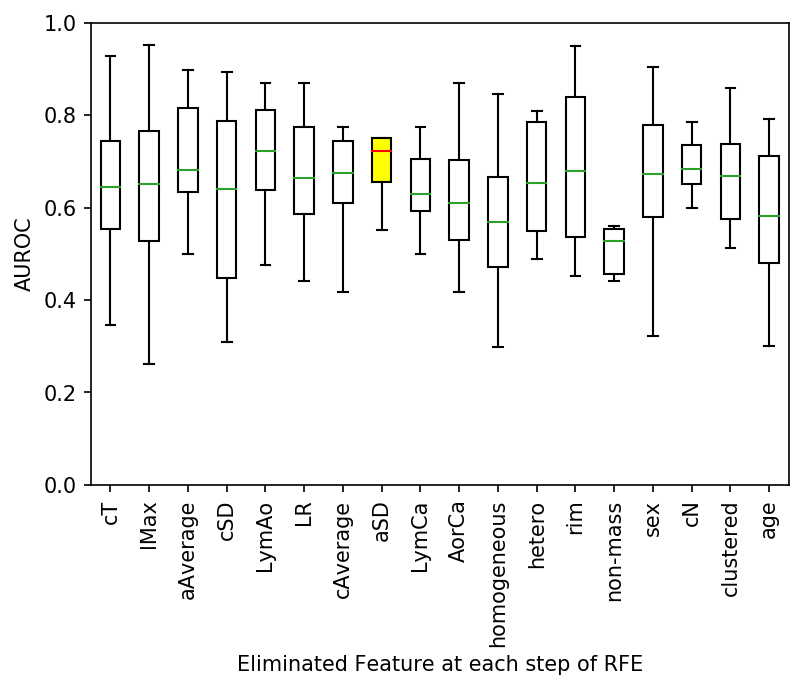 1.0
0.8
0.6
0.4
0.2
0.0
AUROC
cT
lMax
aAverage
cSD
LymAo
LR
cAverage
aSD
LymCa
AorCa
homogeneous
hetero
rim
non-mass
sex
cN
clustered
age
Eliminated Feature at each step of RFE